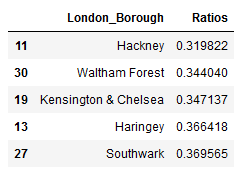 London_Borough Ratios
11 Hackney 0.319822
30 Waltham Forest 0.344040
19 Kensington & Chelsea 0.347137
13 Haringey 0.366418
27 Southwark 0.369565